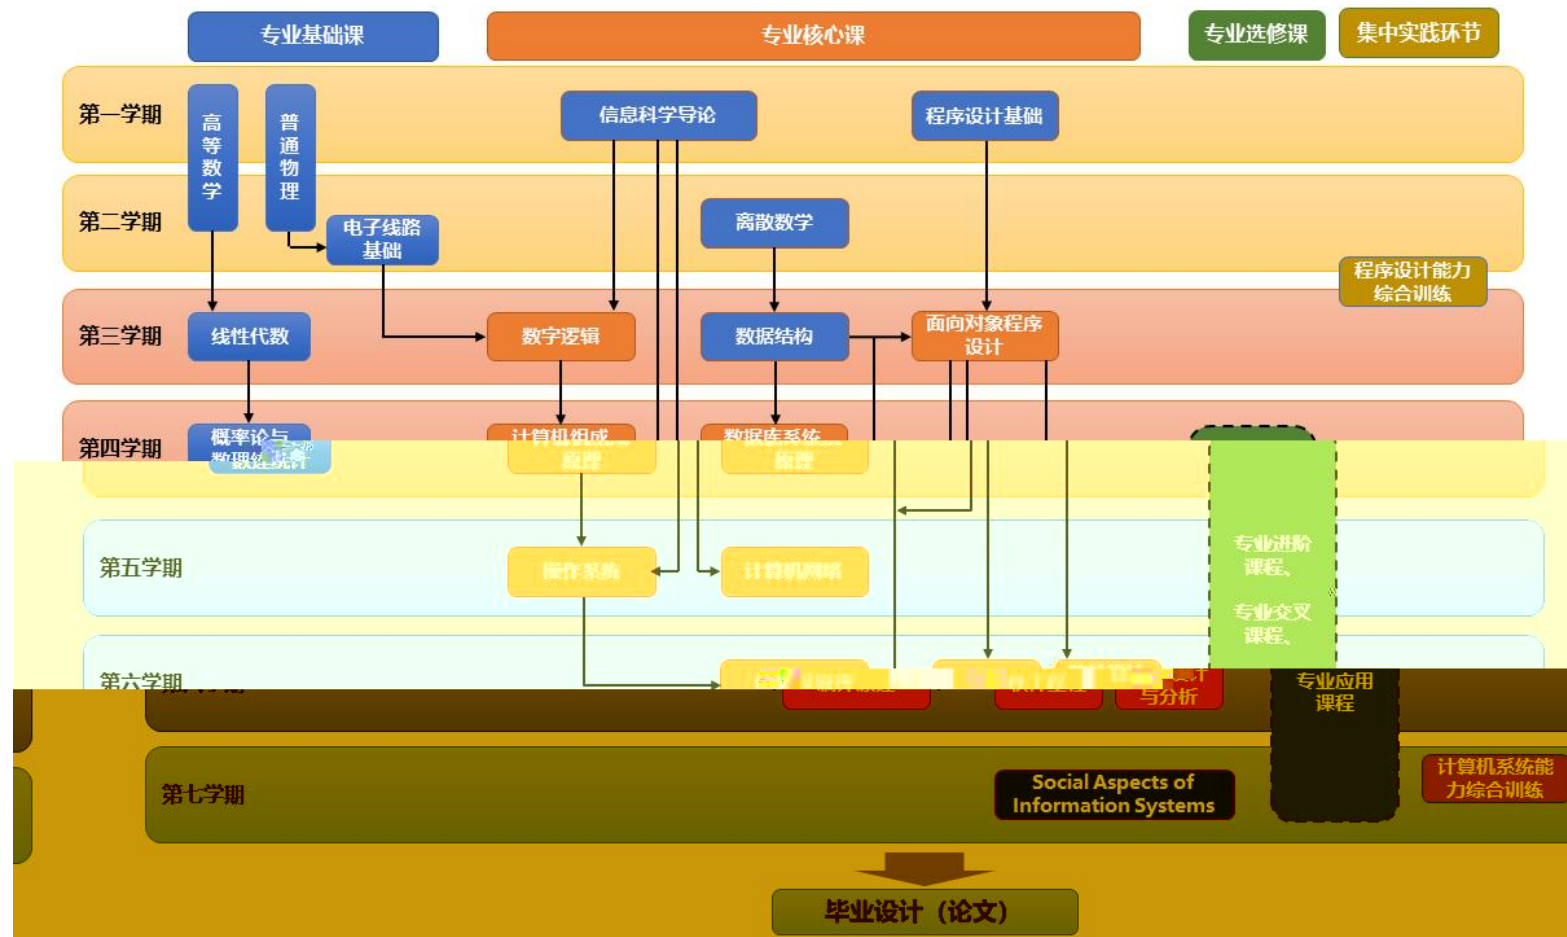 专业基础课
专业核心课
专业选修课
集中实践环节
第一学期
高等数学
普通物理
信息科学导论
程序设计基础
第二学期
电子线路
基础
离散数学
程序设计能力
综合训练
第三学期
线性代数
数字逻辑
数据结构
面向对象程序
设计
第四学期
概率论与
数理统计
计算机组成
原理
数据库系统
原理
第五学期
操作系统
计算机网络
专业进阶
课程、
专业交叉
课程、
第六学期
与分析
专业应用
课程
第七学期
Social Aspects of
Information Systems
计算机系统能
力综合训练
毕业设计（论文）